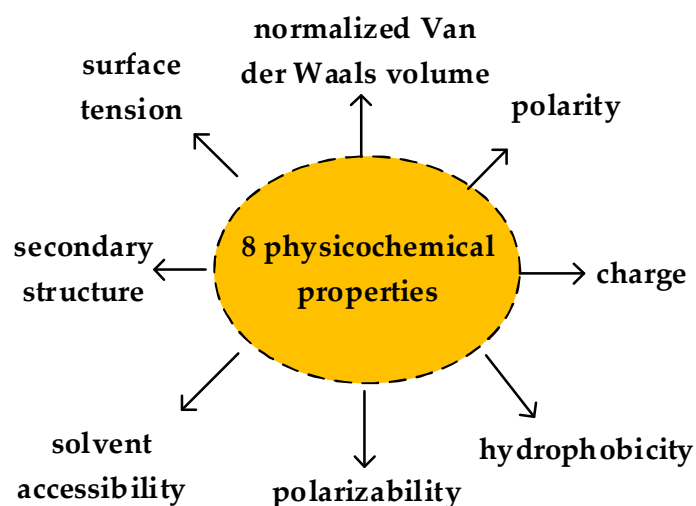 normalized Van
der Waals volume
surface
tension
polarity
secondary
structure
8 physicochemical
properties
charge
solvent
accessibility
polarizability
hydrophobicity